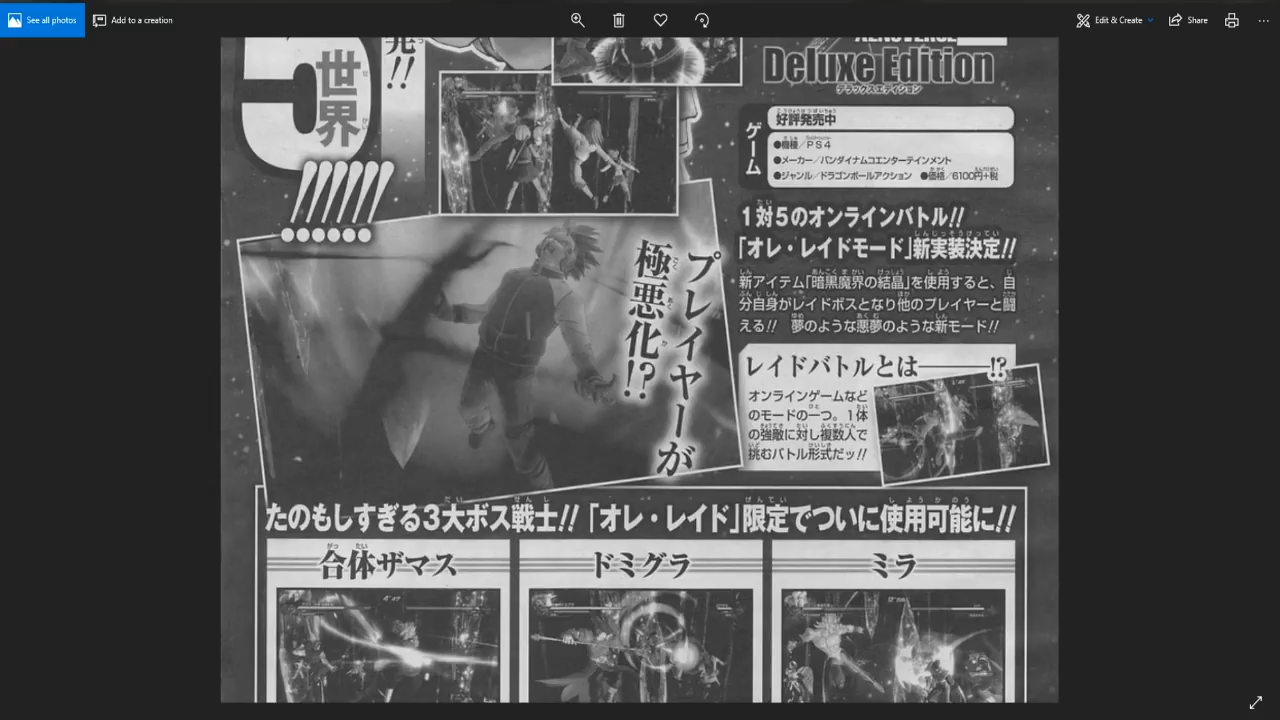 See all photos
Add to a creation
Edit & Create
Share
世界
!!
!!!!!!
Deluxe Edition
デラックスエディション
ゲーム
好評発売中
●機種/PS4
●メーカー/バンダイナムコエンターテインメント
●ジャンル/ドラゴンボールアクション ●価格/6100円+税
1対5のオンラインバトル!!
「オレ・レイドモード」新実装決定!!
新アイテム「暗黒魔界の結晶」を使用すると、自
分自身がレイドボスとなり他のプレイヤーと闘
える!! 夢のような悪夢のような新モード!!
プレイヤーが
極悪化!?
レイドバトルとは——!?
オンラインゲームなど
のモードの一つ。1体
の強敵に対し複数人で
挑むバトル形式だッ!!
たのもしすぎる3大ボス戦士!!「オレ・レイド」限定でついに使用可能に!!
合体ザマス
ドミグラ
ミラ